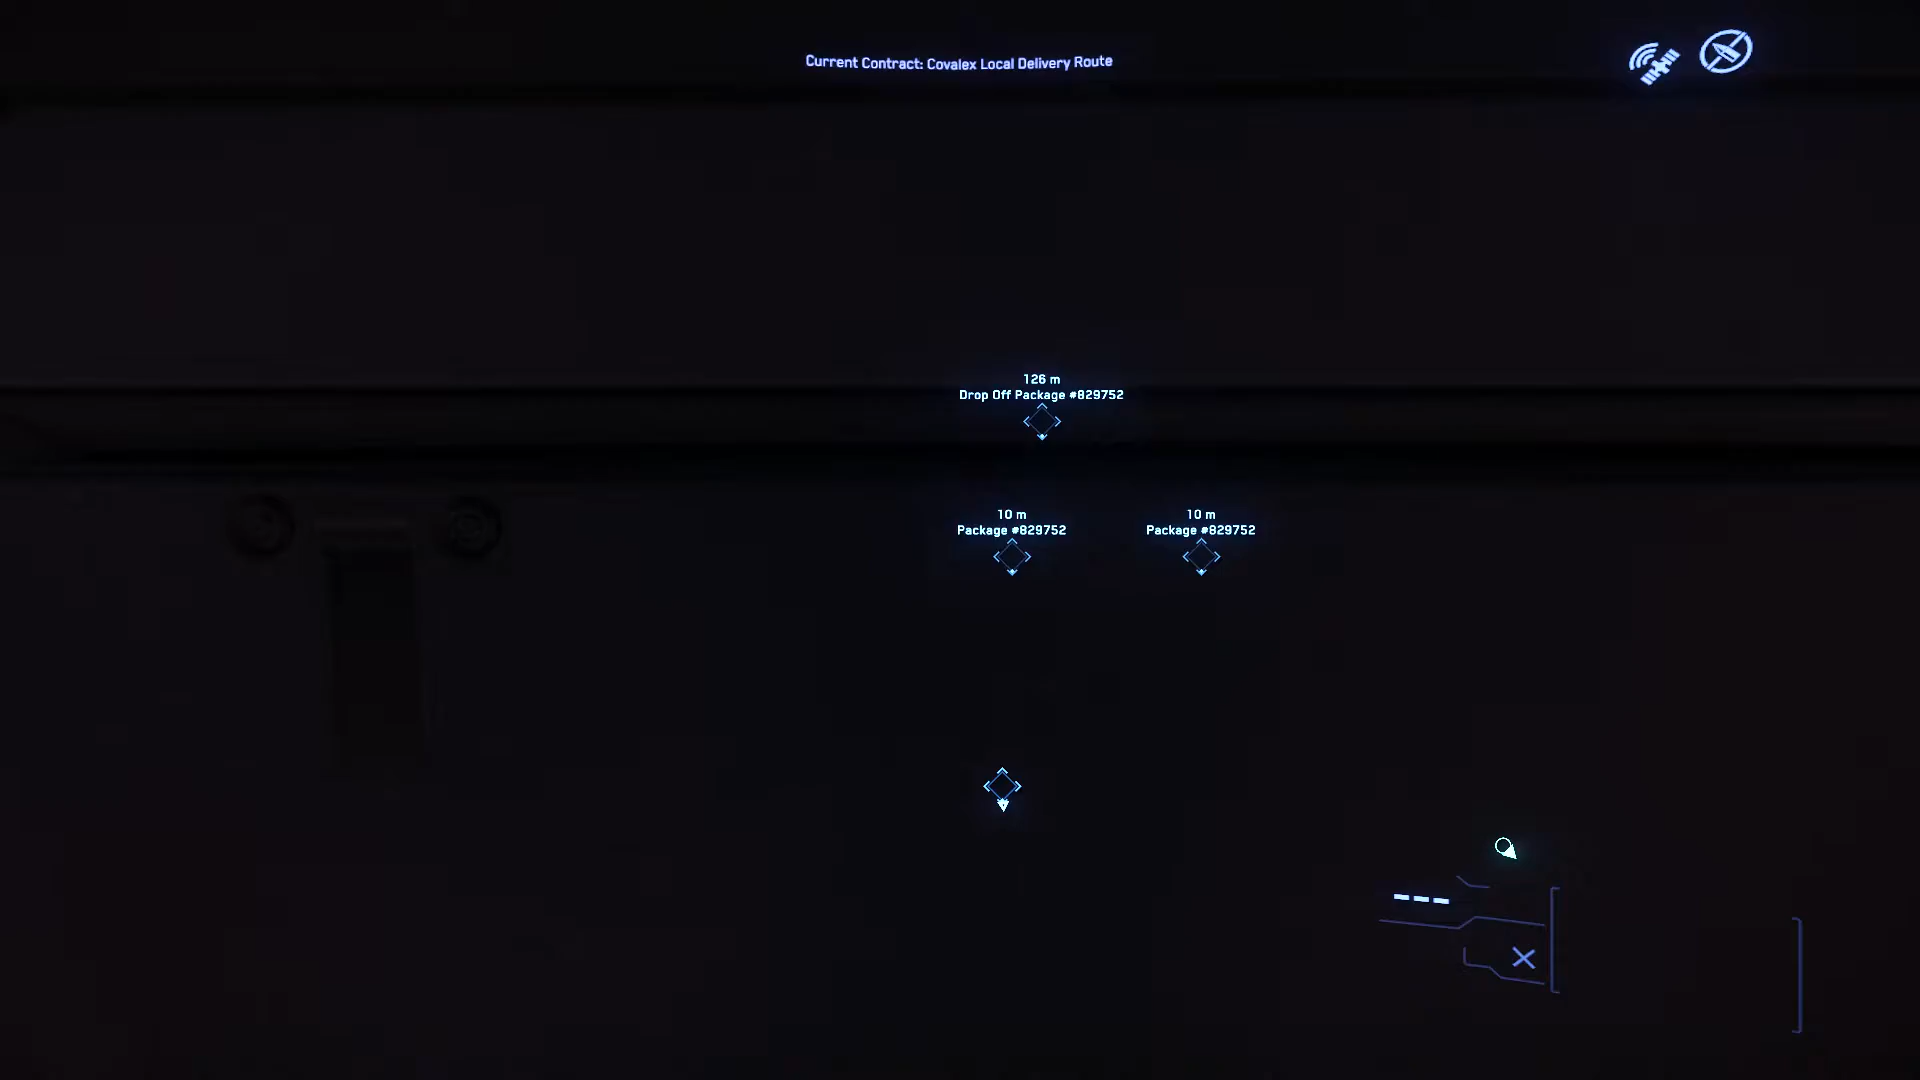 Current Contract: Covalex Local Delivery Route
126 m
Drop Off Package #829752
10 m
Package #829752
10 m
Package #829752